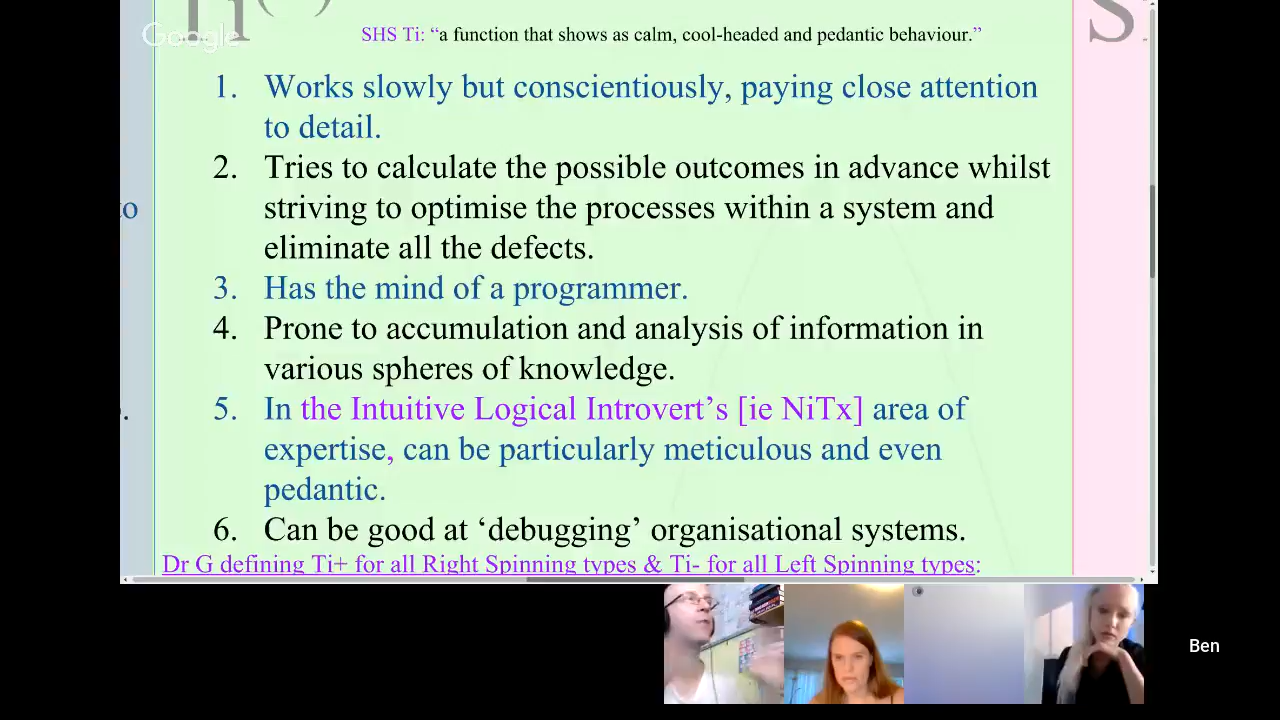 Google
SHS Ti: “a function that shows as calm, cool-headed and pedantic behaviour.”
1. Works slowly but conscientiously, paying close attention
to detail.
2. Tries to calculate the possible outcomes in advance whilst
striving to optimise the processes within a system and
eliminate all the defects.
3. Has the mind of a programmer.
4. Prone to accumulation and analysis of information in
various spheres of knowledge.
5. In the Intuitive Logical Introvert’s [ie NiTx] area of
expertise, can be particularly meticulous and even
pedantic.
6. Can be good at ‘debugging’ organisational systems.
Dr G defining Ti+ for all Right Spinning types & Ti- for all Left Spinning types:
Ben